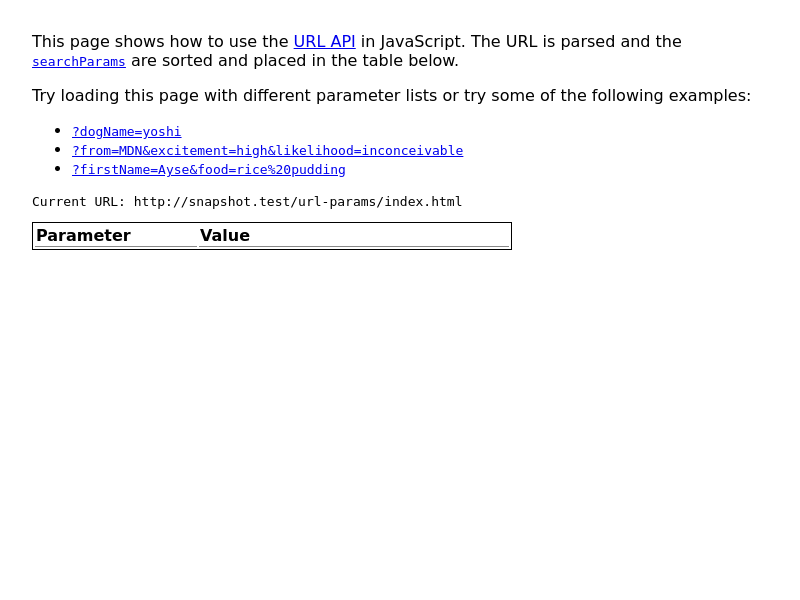 This page shows how to use the URL API in JavaScript. The URL is parsed and the
searchParams are sorted and placed in the table below.
Try loading this page with different parameter lists or try some of the following examples:
?dogName=yoshi
?from=MDN&excitement=high&likelihood=inconceivable
?firstName=Ayse&food=rice%20pudding
Current URL: http://snapshot.test/url-params/index.html
Parameter Value